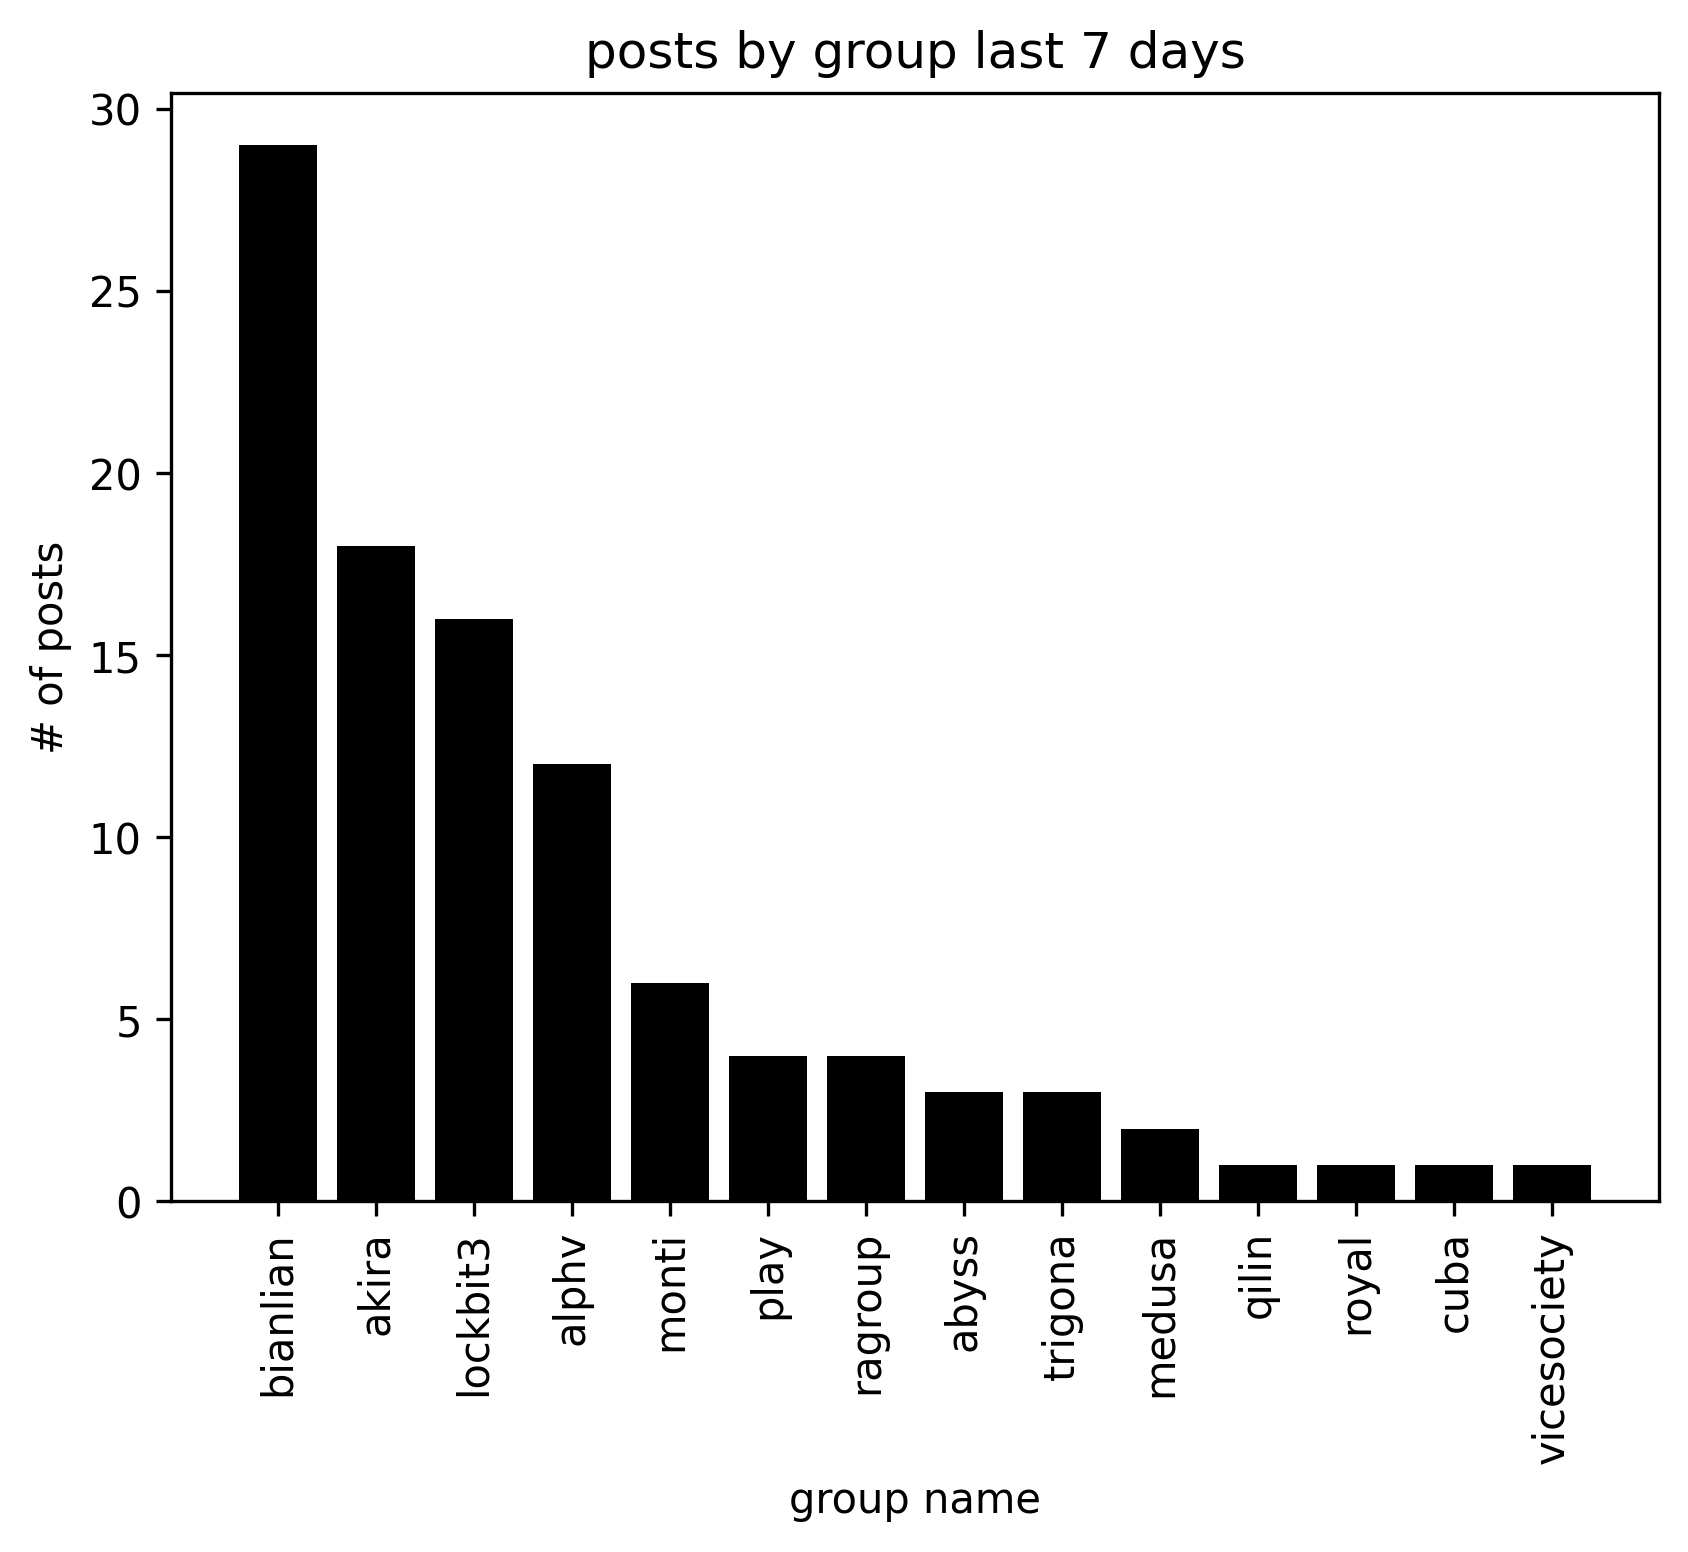 posts by group last 7 days
30
25
20
15
10
5
0
# of posts
bianlian
akira
lockbit3
alphv
monti
play
ragroup
abyss
trigona
medusa
qilin
royal
cuba
vicesociety
group name